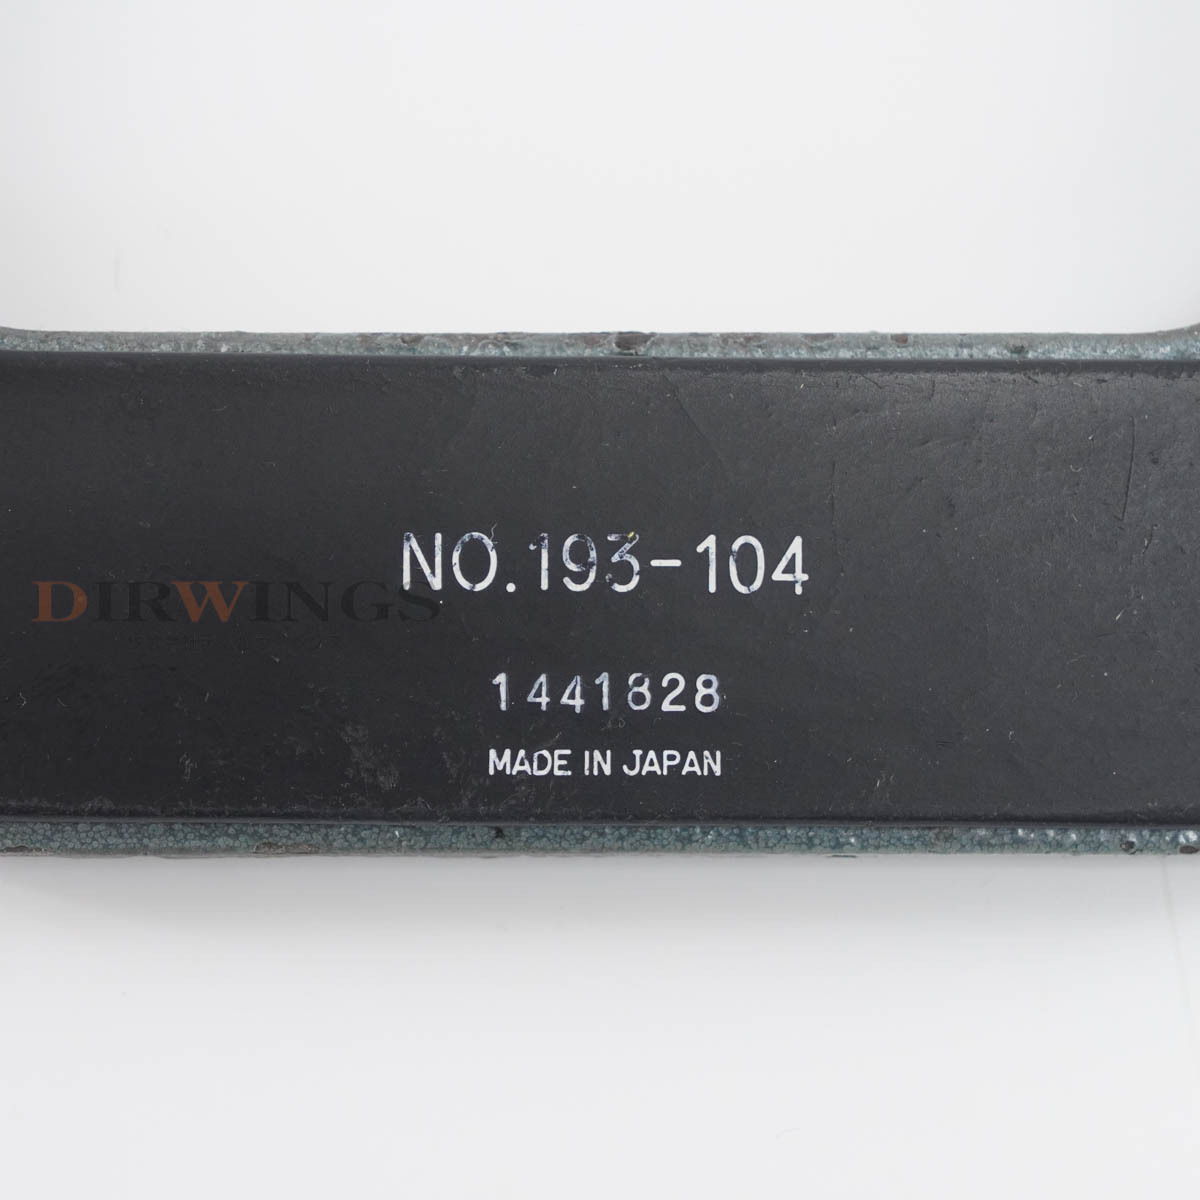 NO.193-104
DIRWINGS
1441828
MADE IN JAPAN